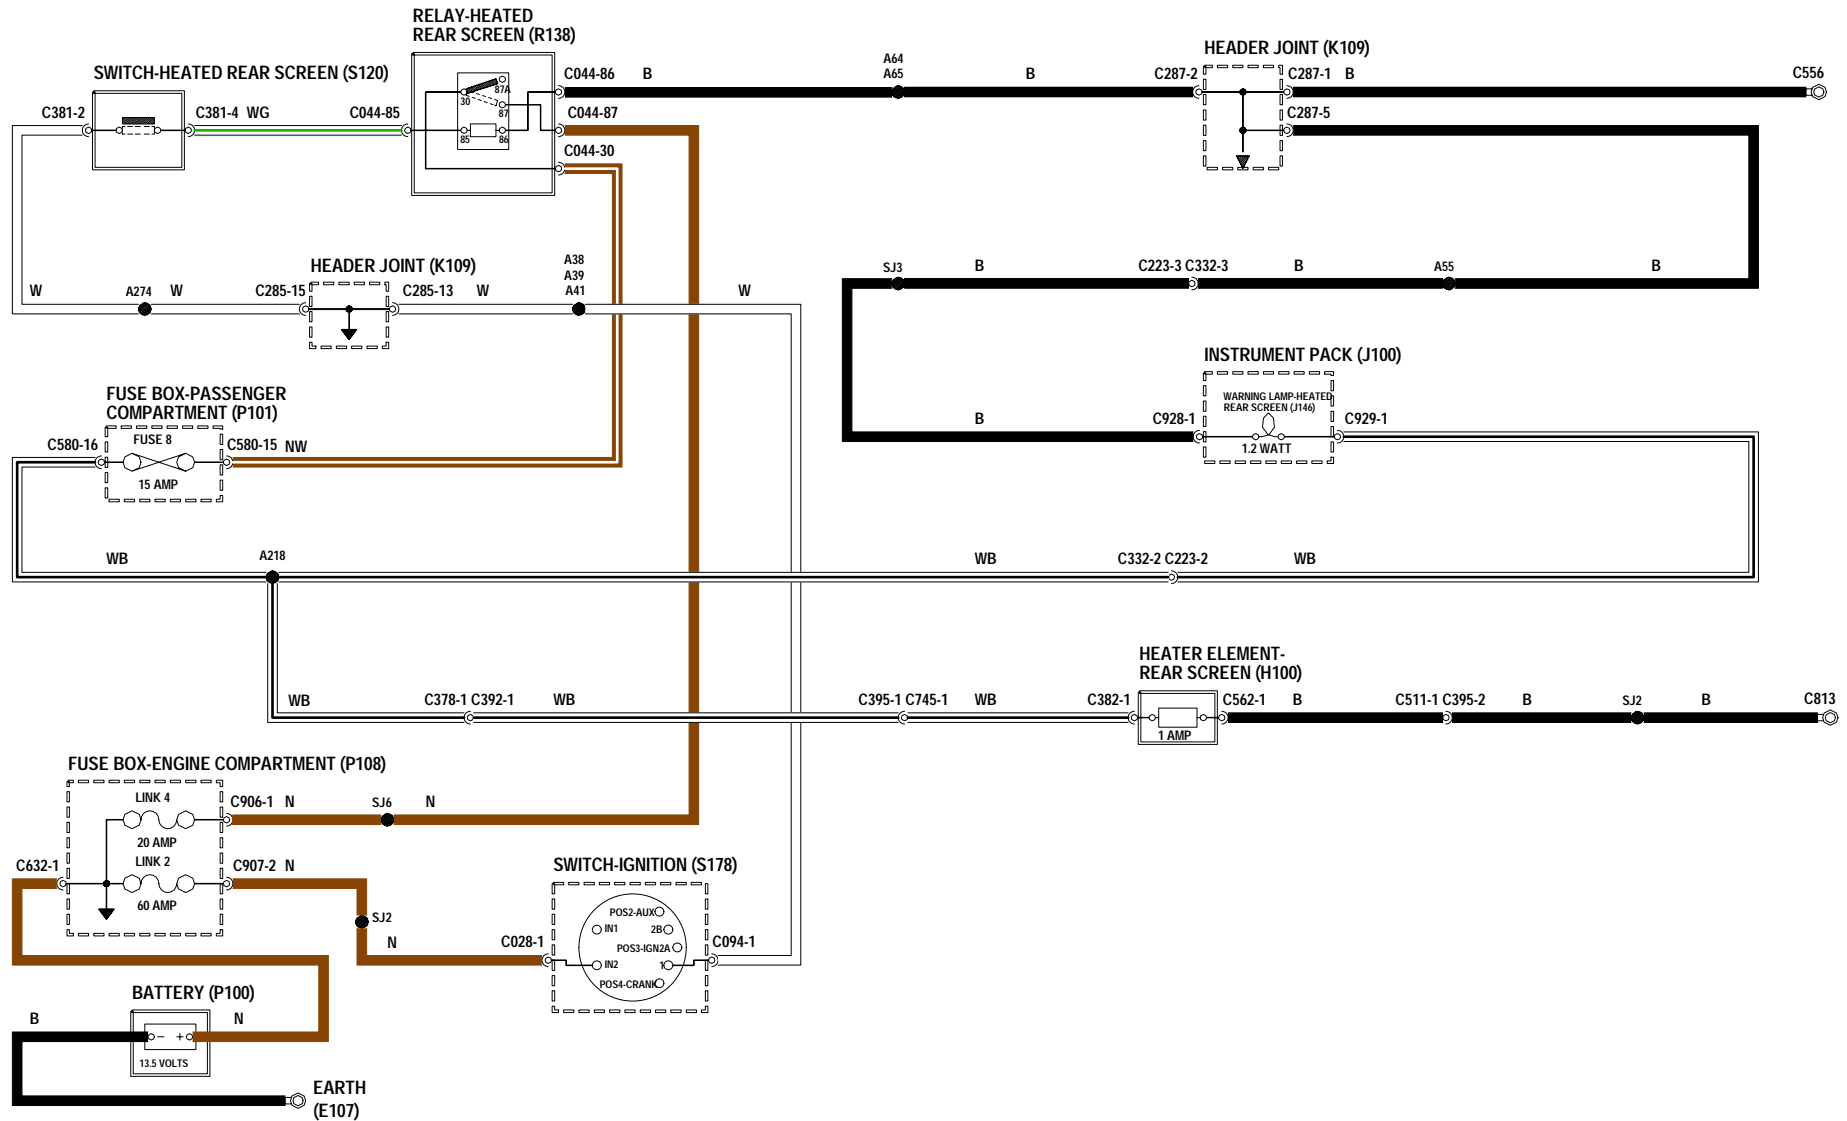 RELAY-HEATED
REAR SCREEN (R138)
SWITCH-HEATED REAR SCREEN (S120)
HEADER JOINT (K109)
C044-86 B
A64
A65
B
C287-2
C287-1 B
C556
C381-2
C381-4 WG
C044-85
30
87A
87
85
86
C044-87
C287-5
C044-30
HEADER JOINT (K109)
A38
A39
A41
SJ3
B
C223-3 C332-3
B
A55
B
W
A274
W
C285-15
C285-13
W
W
INSTRUMENT PACK (J100)
FUSE BOX-PASSENGER
COMPARTMENT (P101)
WARNING LAMP-HEATED
REAR SCREEN (J146)
1.2 WATT
B
C928-1
C929-1
C580-16
FUSE 8
15 AMP
C580-15 NW
WB
A218
WB
C332-2 C223-2
WB
HEATER ELEMENT-
REAR SCREEN (H100)
WB
C378-1 C392-1
WB
C395-1 C745-1
WB
C382-1
1 AMP
C562-1
B
C511-1 C395-2
B
SJ2
B
C813
FUSE BOX-ENGINE COMPARTMENT (P108)
LINK 4
20 AMP
C906-1 N
SJ6
N
C632-1
LINK 2
60 AMP
C907-2 N
SJ2
N
SWITCH-IGNITION (S178)
C028-1
POS2-AUX
IN1
2B
POS3-IGN2A
IN2
1
POS4-CRANK
C094-1
BATTERY (P100)
B
N
− +
13.5 VOLTS
EARTH
(E107)